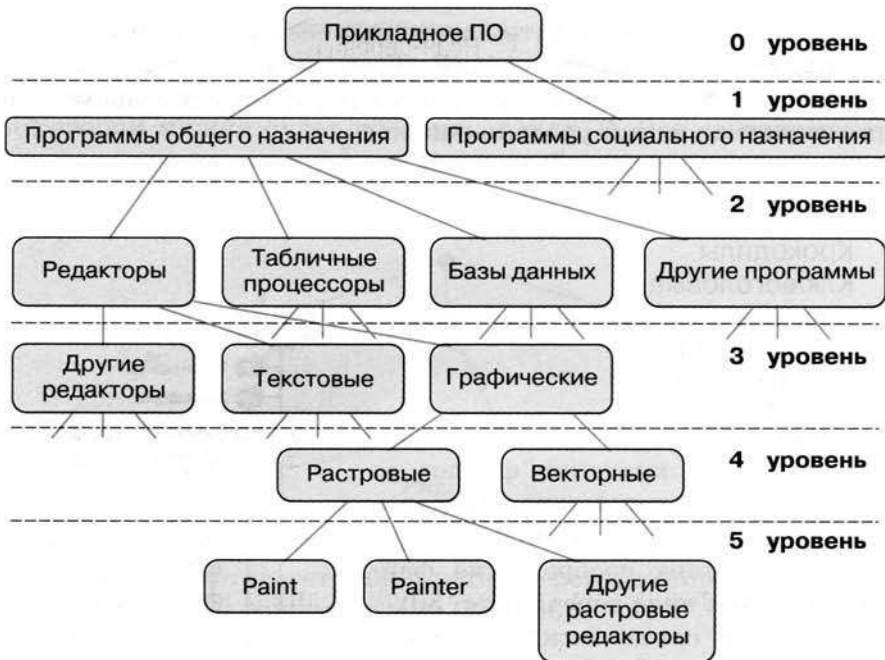 Прикладное ПО
0 уровень
1 уровень
Программы общего назначения
Программы социального назначения
2 уровень
Редакторы
Табличные
процессоры
Базы данных
Другие программы
3 уровень
Другие
редакторы
Текстовые
Графические
4 уровень
Растровые
Векторные
5 уровень
Paint
Painter
Другие
растровые
редакторы